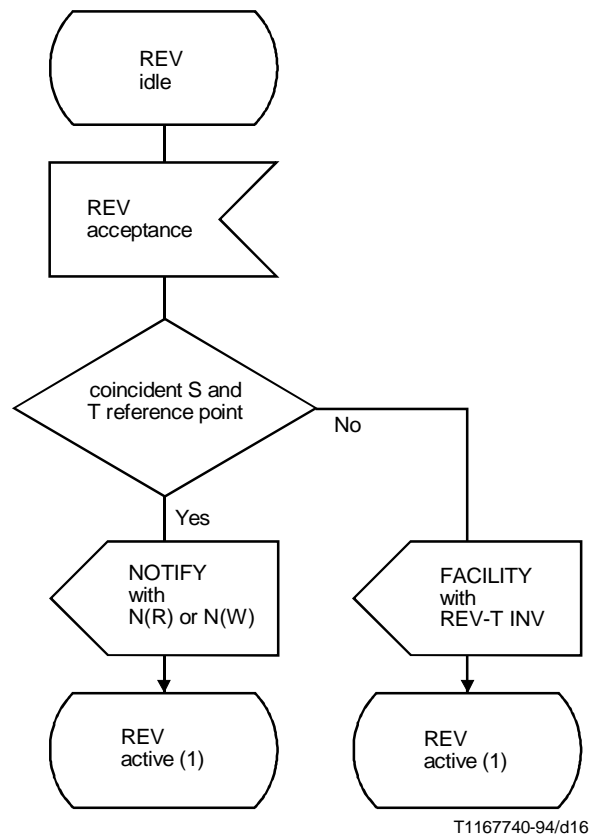 REV
idle
REV
acceptance
coincident S and
T reference point
No
Yes
NOTIFY
with
N(R) or N(W)
FACILITY
with
REV-T INV
REV
active (1)
REV
active (1)
T1167740-94/d16